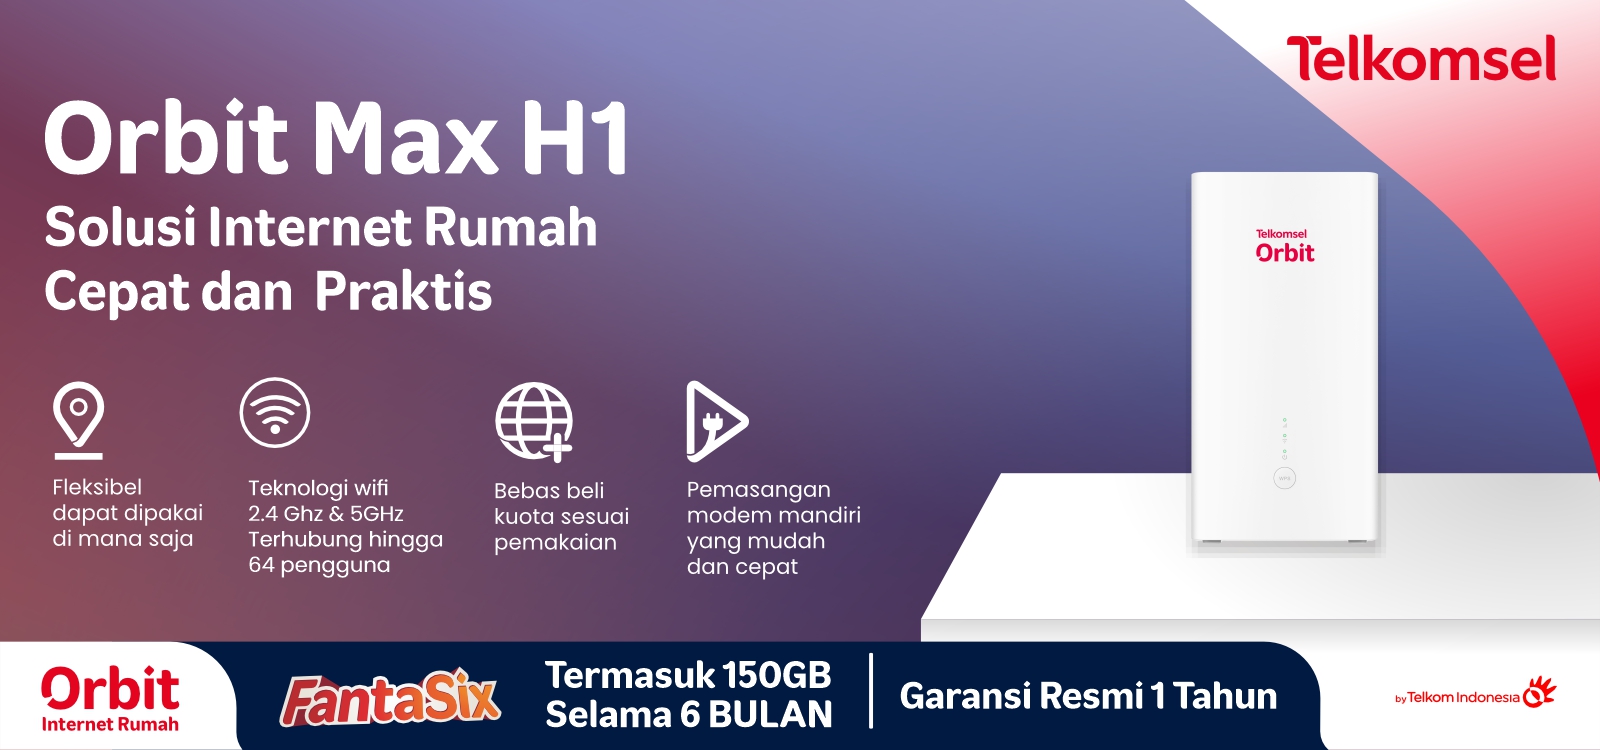 Telkomsel
Orbit Max H1
Solusi Internet Rumah
Cepat dan Praktis
Telkomsel
Orbit
WPS
Fleksibel
dapat dipakai
di mana saja
Teknologi wifi
2.4 Ghz & 5GHz
Terhubung hingga
64 pengguna
Bebas beli
kuota sesuai
pemakaian
Pemasangan
modem mandiri
yang mudah
dan cepat
Orbit
Internet Rumah
FantaSix
Termasuk 150GB
Selama 6 BULAN
Garansi Resmi 1 Tahun
by Telkom Indonesia